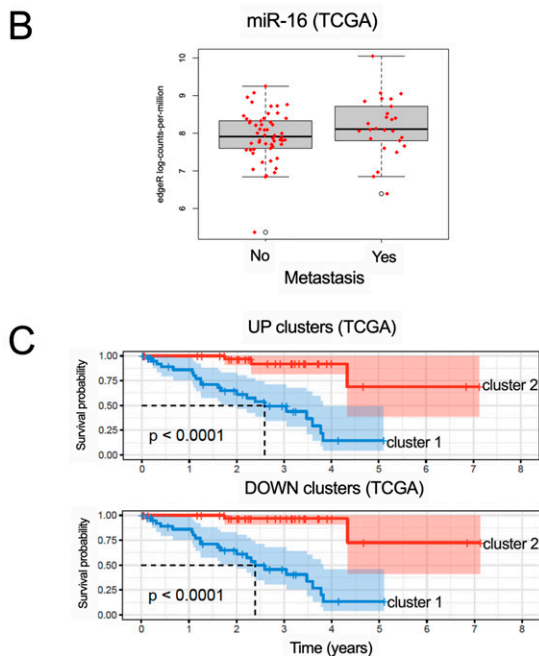 B
miR-16 (TCGA)
edgeR log-counts-per-million
10
9
8
7
6
No
Yes
Metastasis
C
UP clusters (TCGA)
Survival probability
1.00
0.75
0.50
0.25
0.00
p < 0.0001
cluster 2
cluster 1
0 1 2 3 4 5 6 7 8
DOWN clusters (TCGA)
Survival probability
1.00
0.75
0.50
0.25
0.00
p < 0.0001
cluster 2
cluster 1
0 1 2 3 4 5 6 7 8
Time (years)